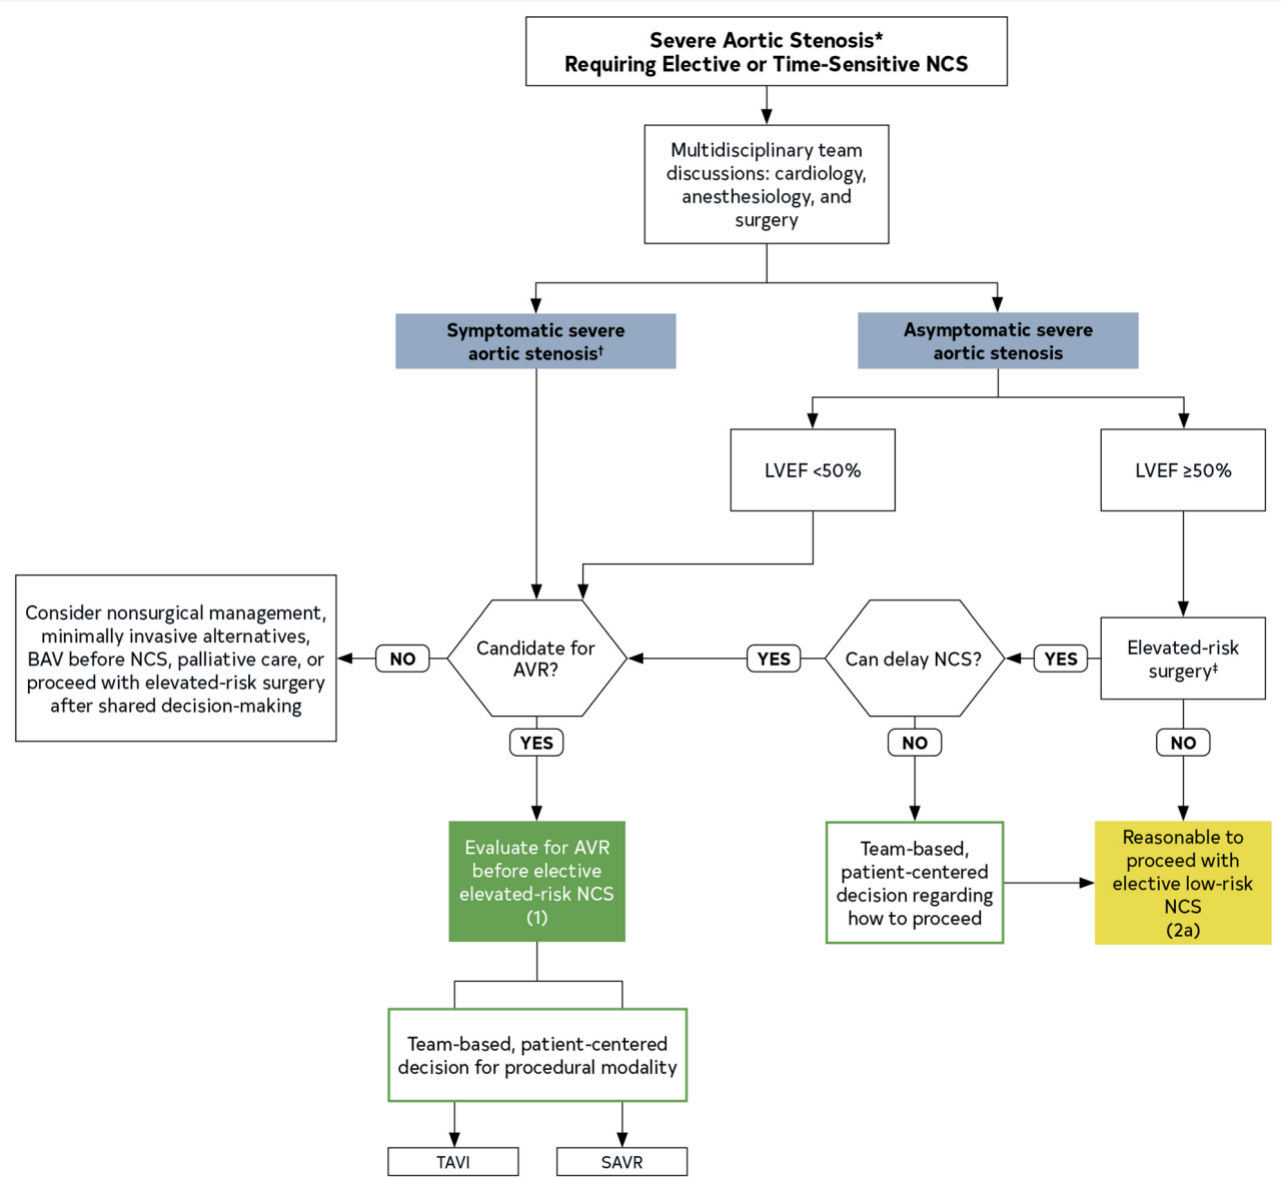 Severe Aortic Stenosis*
Requiring Elective or Time-Sensitive NCS
Multidisciplinary team
discussions: cardiology,
anesthesiology, and
surgery
Symptomatic severe
aortic stenosis†
Asymptomatic severe
aortic stenosis
LVEF <50%
LVEF ≥50%
Consider nonsurgical management,
minimally invasive alternatives,
BAV before NCS, palliative care, or
proceed with elevated-risk surgery
after shared decision-making
NO
Candidate for
AVR?
YES
Can delay NCS?
YES
Elevated-risk
surgery‡
YES
NO
NO
Evaluate for AVR
before elective
elevated-risk NCS
(1)
Team-based,
patient-centered
decision regarding
how to proceed
Reasonable to
proceed with
elective low-risk
NCS
(2a)
Team-based, patient-centered
decision for procedural modality
TAVI
SAVR